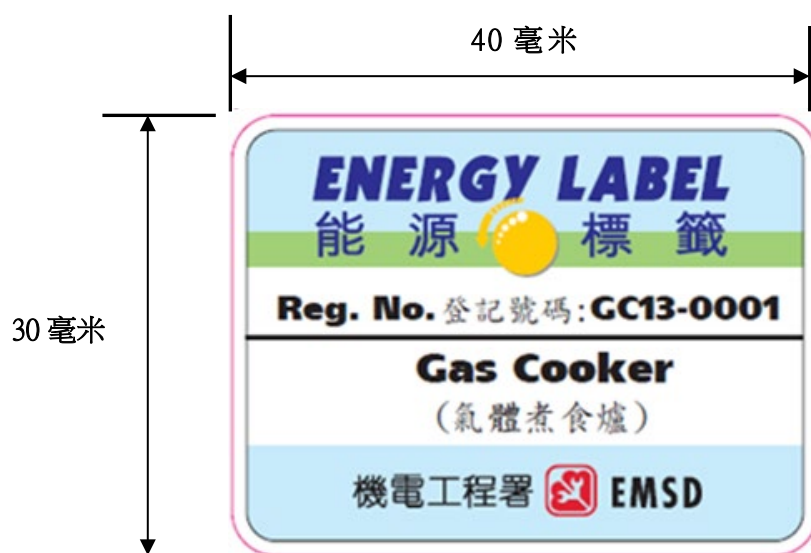 40 毫米
30 毫米
ENERGY LABEL
能源標籤
Reg. No. 登記號碼:GC13-0001
Gas Cooker
(氣體煮食爐)
機電工程署 EMSD